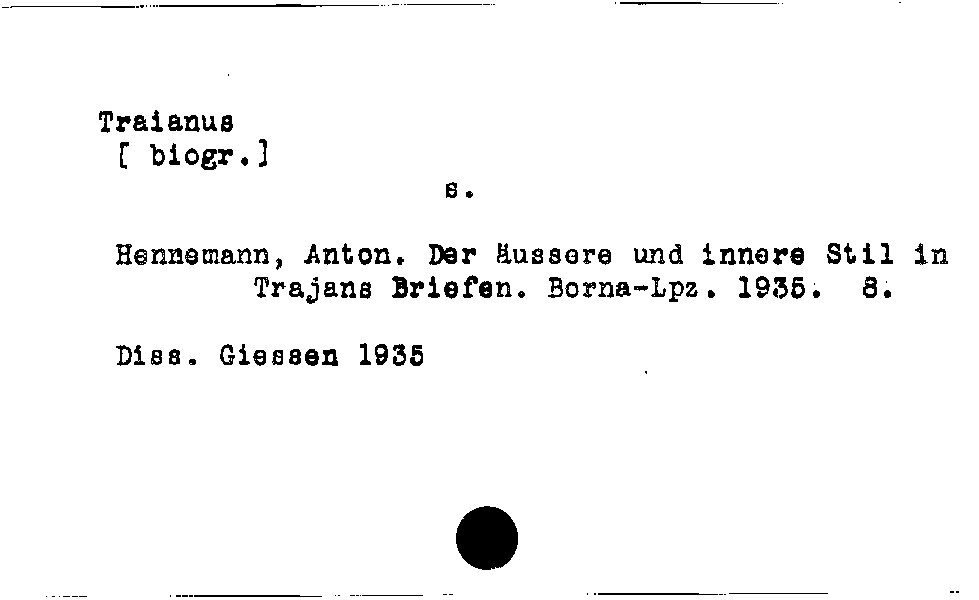 Traianus
[ biogr.]
s.
Hennemann, Anton. Der äussere und innere Stil in
Trajans Briefen. Borna-Lpz. 1935. 8.
Diss. Giessen 1935